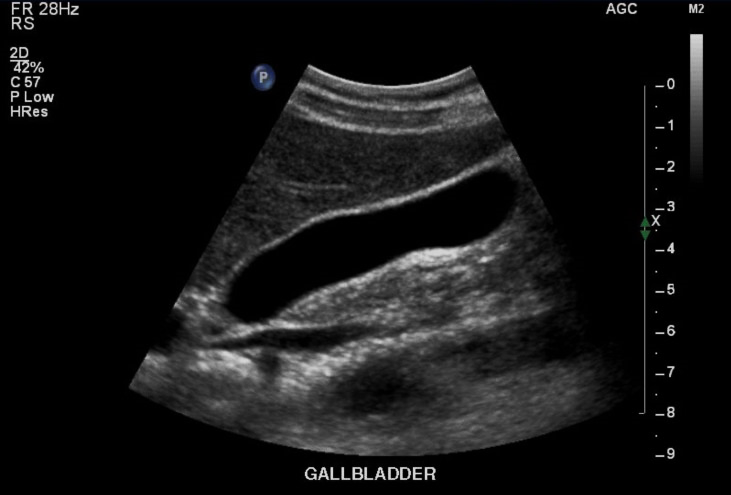 FR 28Hz
RS
2D
42%
C 57
P Low
HRes
P
AGC
M2
0
1
2
3
X
4
5
6
7
8
9
GALLBLADDER